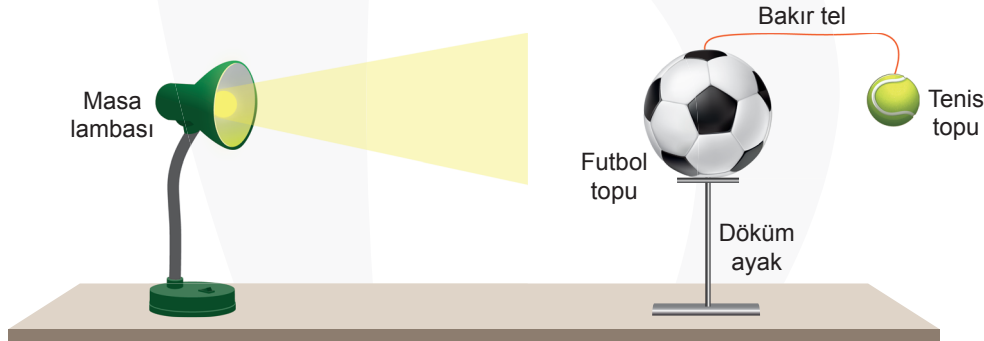 Bakır tel
Masa
lambası
Tenis
topu
Futbol
topu
Döküm
ayak